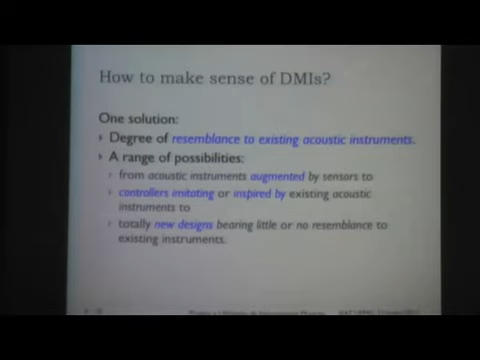 How to make sense of DMIs?
One solution:
Degree of resemblance to existing acoustic instruments.
A range of possibilities:
from acoustic instruments augmented by sensors to
controllers imitating or inspired by existing acoustic
instruments to
totally new designs bearing little or no resemblance to
existing instruments.